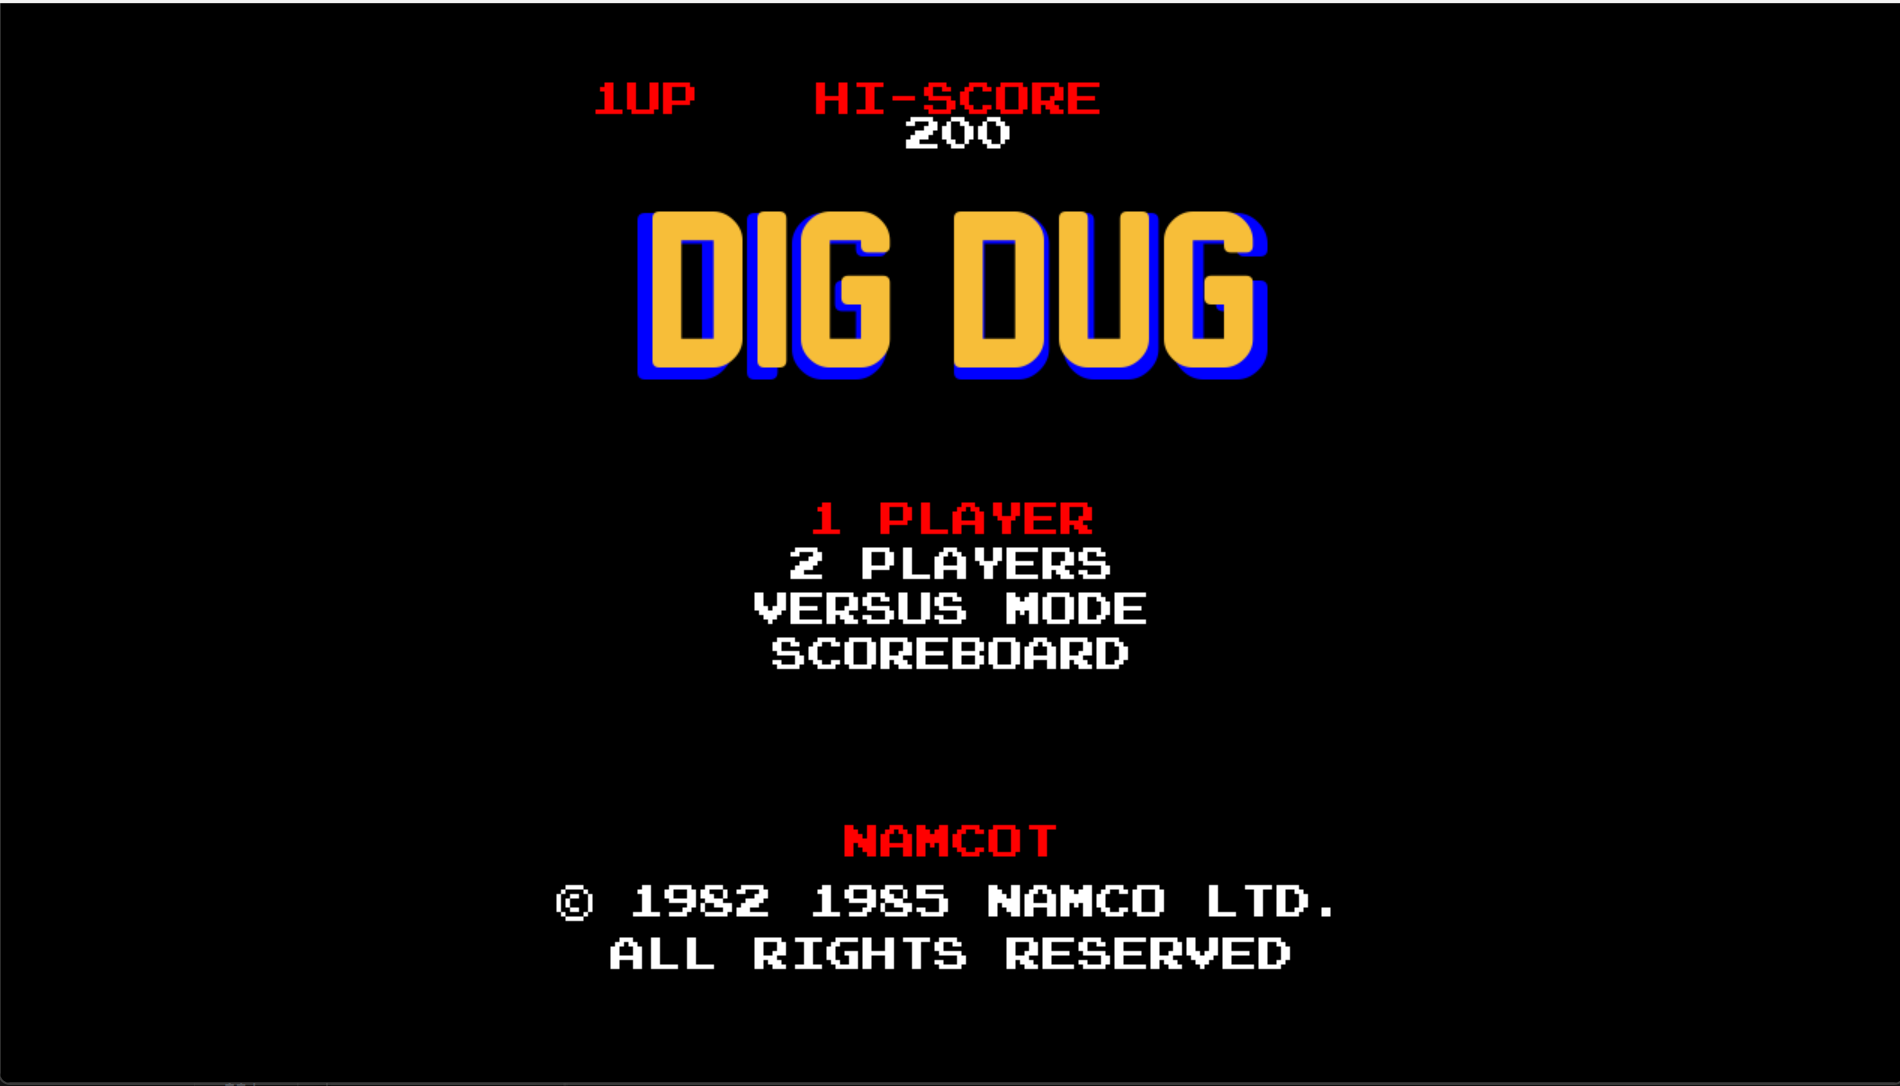 1UP HI-SCORE
200
DIG DUG
1 PLAYER
2 PLAYERS
VERSUS MODE
SCOREBOARD
NAMCOT
© 1982 1985 NAMCO LTD.
ALL RIGHTS RESERVED